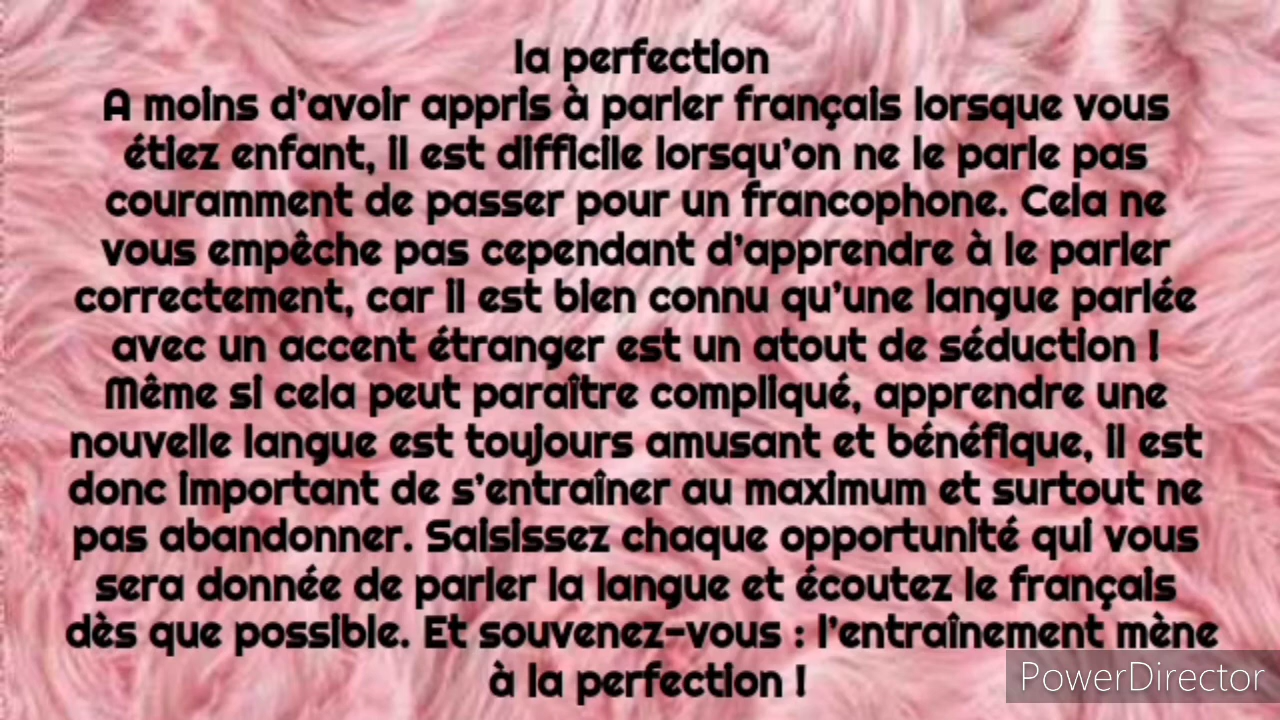 la perfection
A moins d'avoir appris à parler français lorsque vous
étiez enfant, il est difficile lorsqu'on ne le parle pas
couramment de passer pour un francophone. Cela ne
vous empêche pas cependant d'apprendre à le parler
correctement, car il est bien connu qu'une langue parlée
avec un accent étranger est un atout de séduction !
Même si cela peut paraître compliqué, apprendre une
nouvelle langue est toujours amusant et bénéfique, il est
donc important de s'entraîner au maximum et surtout ne
pas abandonner. Saisissez chaque opportunité qui vous
sera donnée de parler la langue et écoutez le français
dès que possible. Et souvenez-vous : l'entraînement mène
à la perfection !
PowerDirector